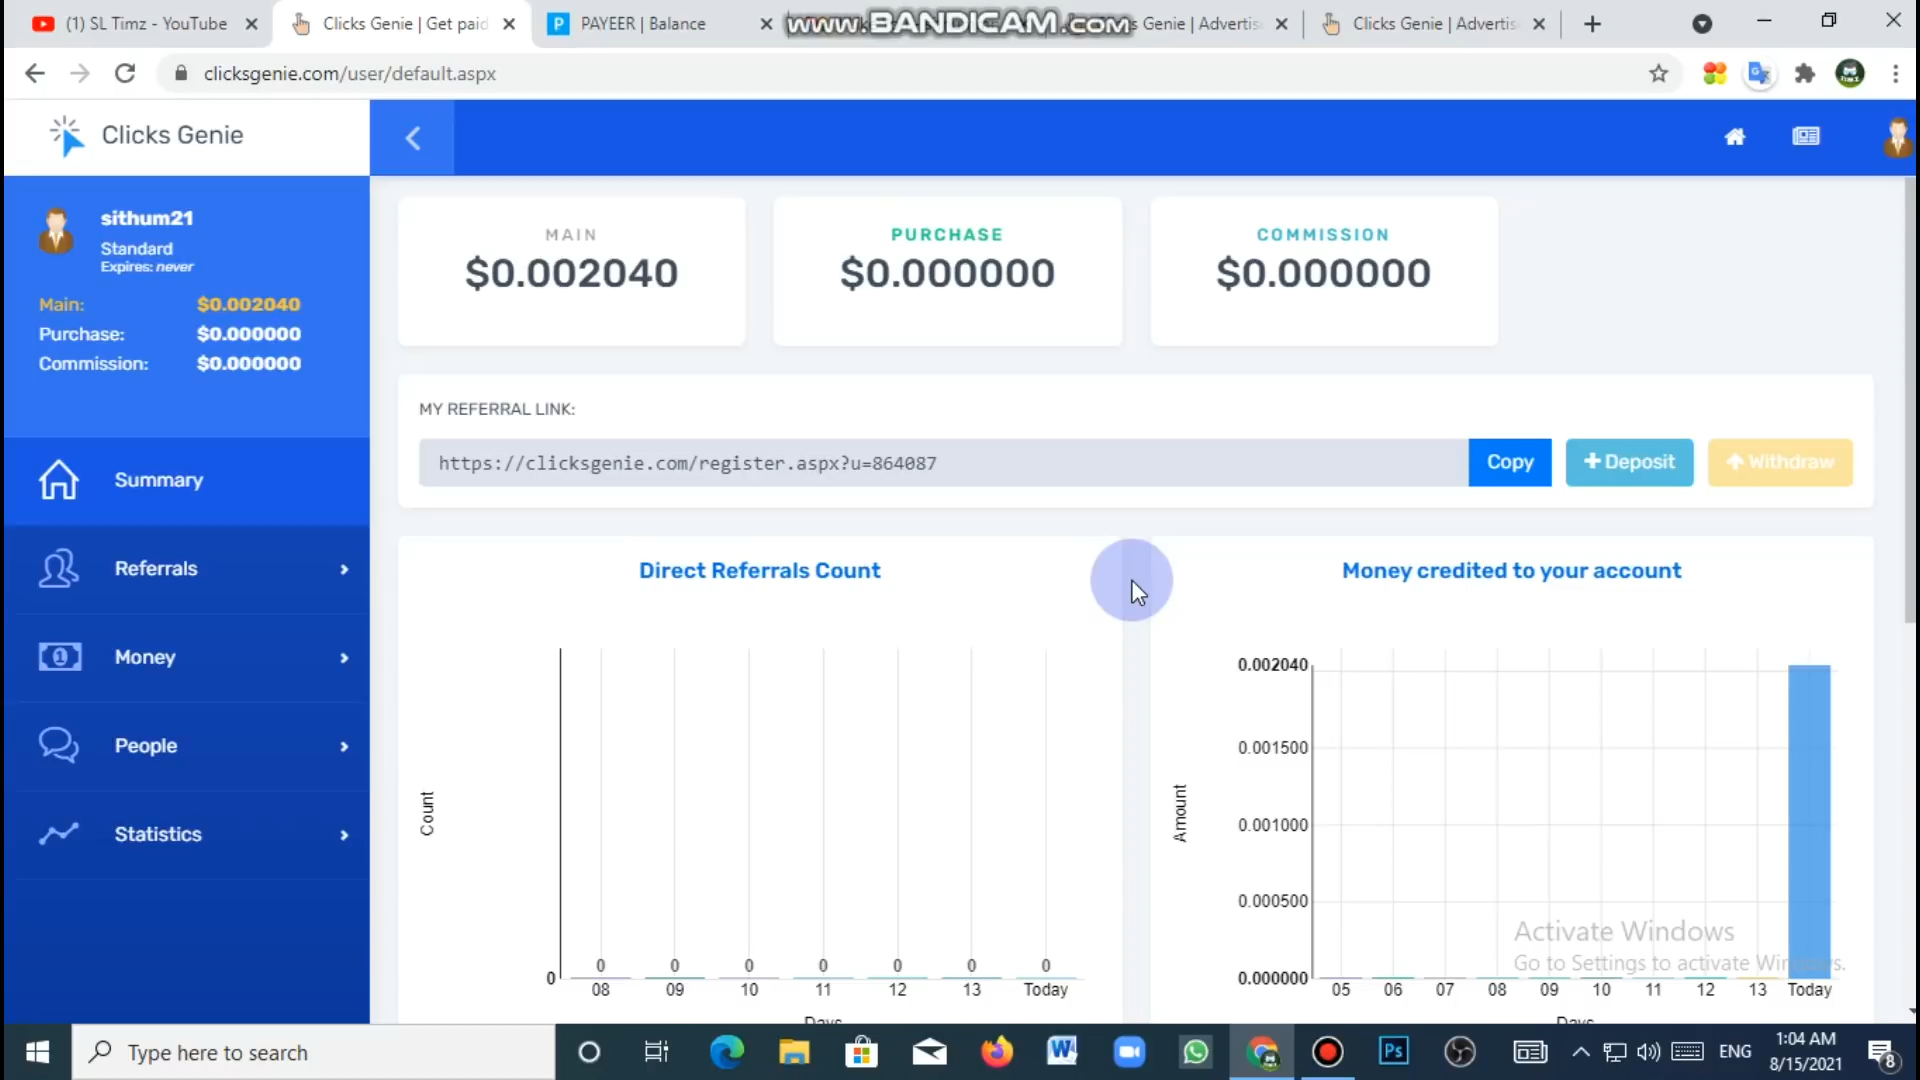 (1) SL Timz - YouTube
Clicks Genie | Get paid
PAYEER | Balance
www.BANDICAM.com
s Genie | Advertis
Clicks Genie | Advertis
clicksgenie.com/user/default.aspx
Clicks Genie
sithum21
Standard
Expires: never
Main: $0.002040
Purchase: $0.000000
Commission: $0.000000
Summary
Referrals
Money
People
Statistics
MAIN
$0.002040
PURCHASE
$0.000000
COMMISSION
$0.000000
MY REFERRAL LINK:
https://clicksgenie.com/register.aspx?u=864087
Copy
Deposit
Withdraw
Direct Referrals Count
Count
0 0 0 0 0 0 0
0
08 09 10 11 12 13 Today
Days
Money credited to your account
Amount
0.002040
0.001500
0.001000
0.000500
0.000000
05 06 07 08 09 10 11 12 13 Today
Days
Activate Windows
Go to Settings to activate Windows.
Type here to search
Ps
ENG
1:04 AM
8/15/2021
8